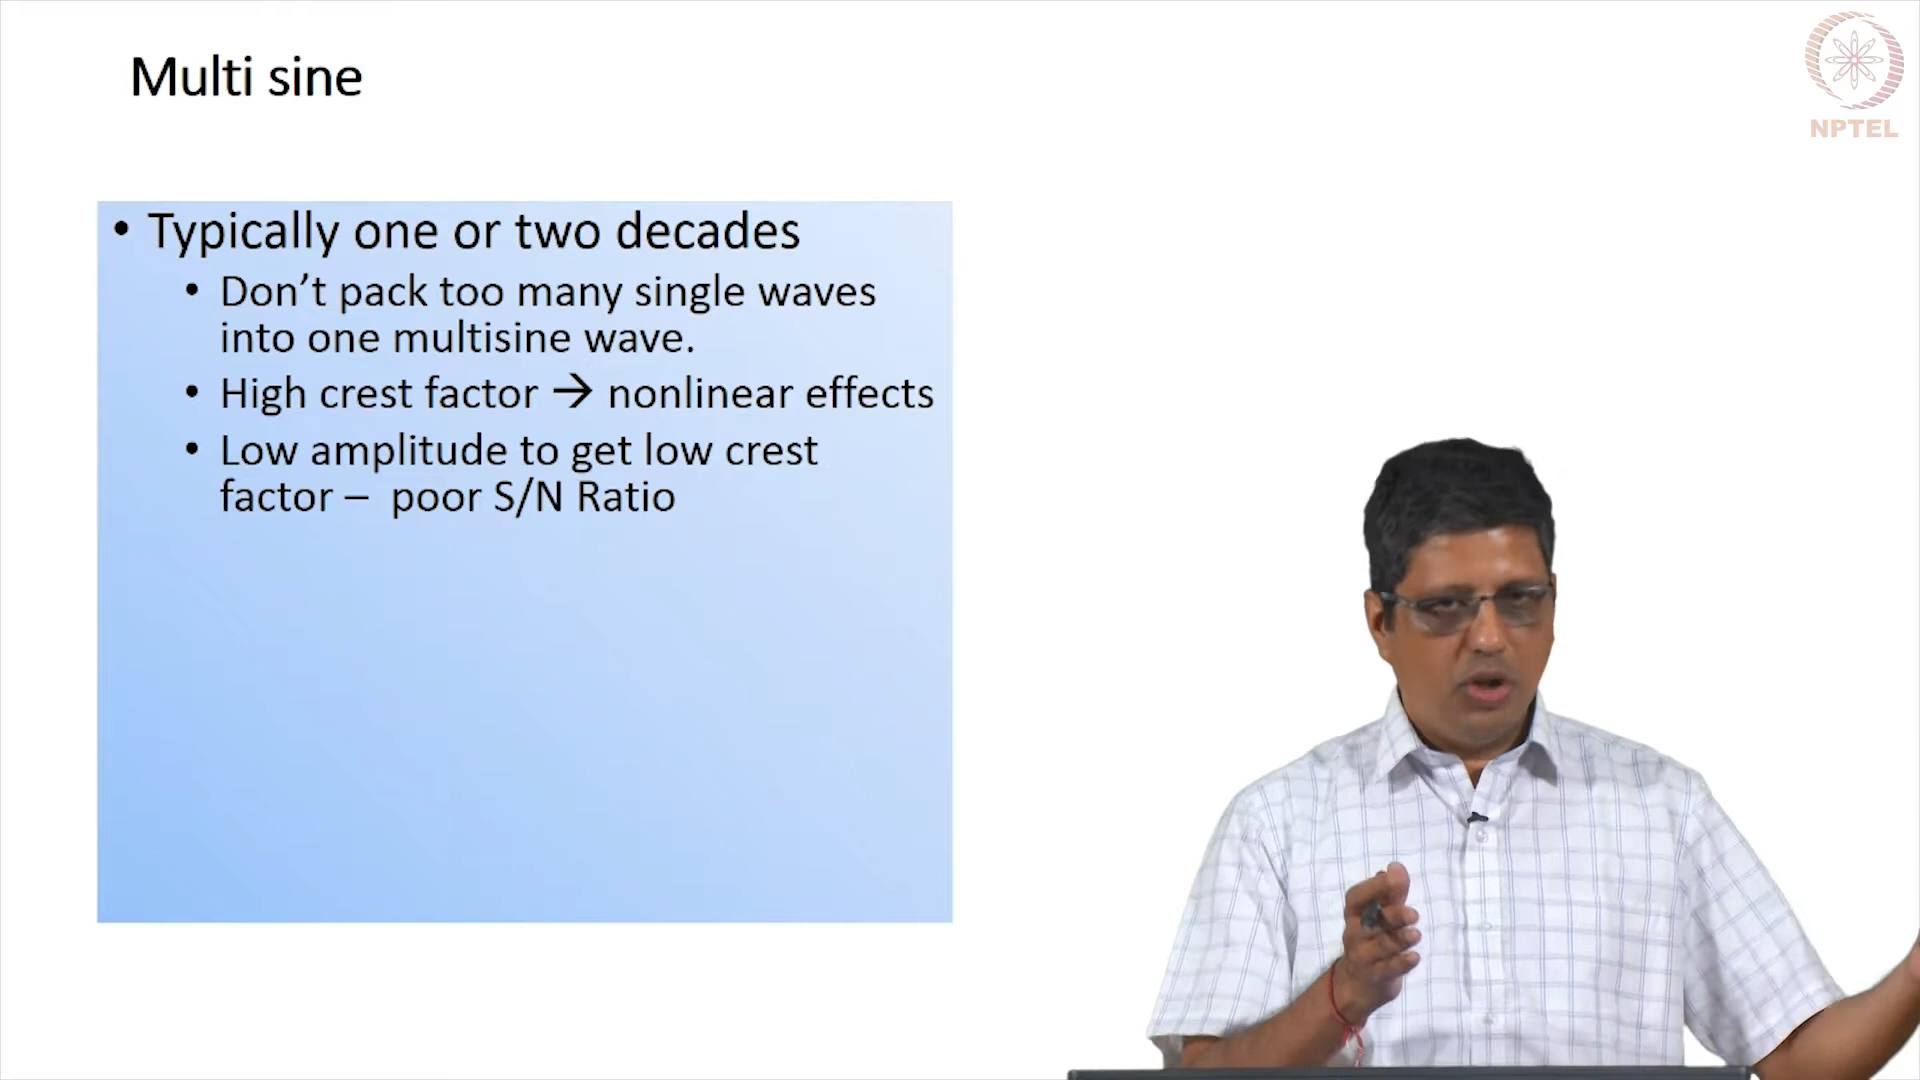 Multi sine
NPTEL
• Typically one or two decades
• Don’t pack too many single waves
into one multisine wave.
• High crest factor → nonlinear effects
• Low amplitude to get low crest
factor – poor S/N Ratio